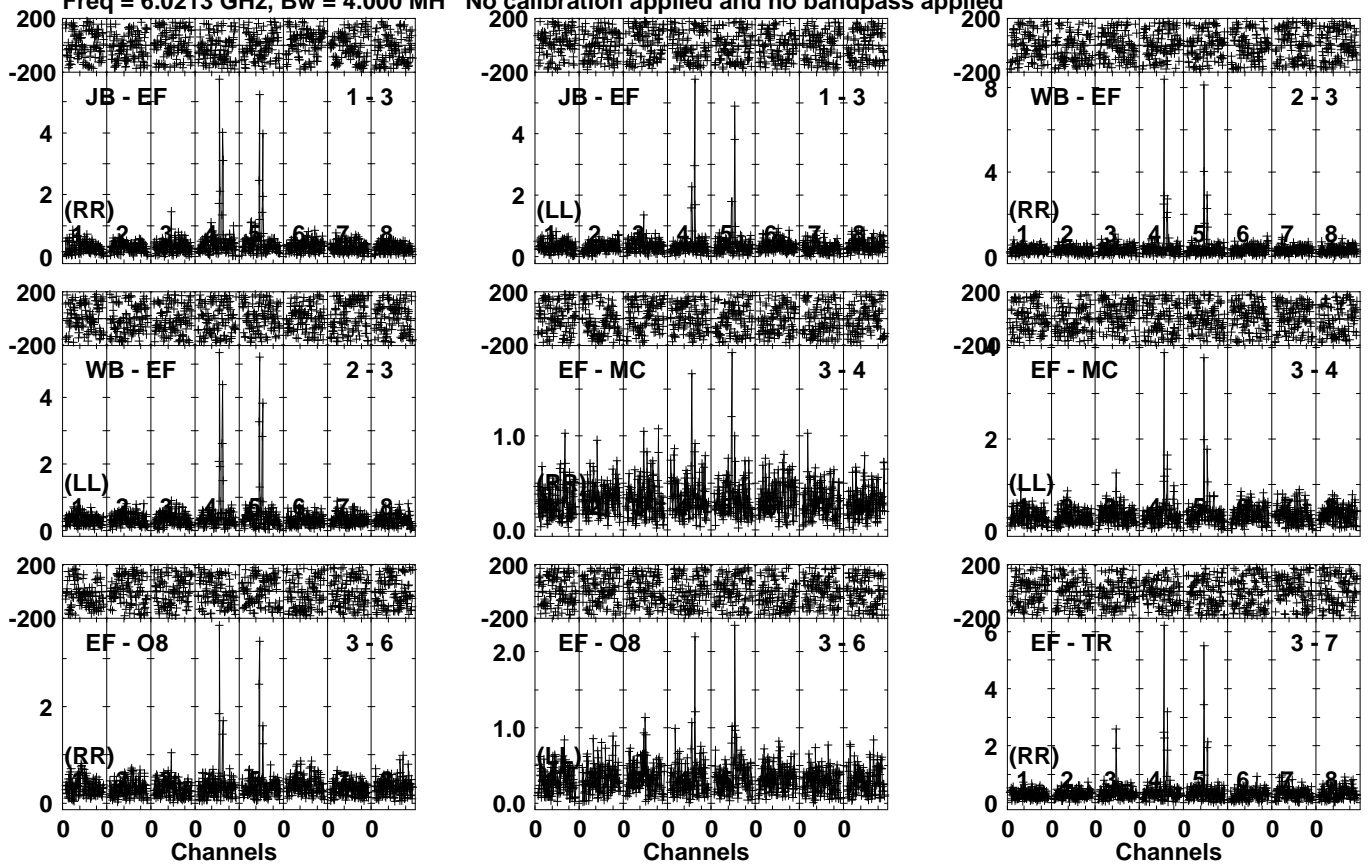 Freq = 6.0213 GHz, Bw = 4.000 MH No calibration applied and no bandpass applied
200 200 200
-200 -200 -200
JB - EF 1 - 3 JB - EF 1 - 3 WB - EF 2 - 3
8
4 4
4
2 2
(RR) (LL) (RR)
1 2 3 4 5 6 7 8 1 2 3 4 5 6 7 8 1 2 3 4 5 6 7 8
0 0 0
200 200 200
-200 -200 -200
4
WB - EF 2 - 3 EF - MC 3 - 4 EF - MC 3 - 4
4
1.0 2
2
(LL) (RR) (LL)
1 2 3 4 5 6 7 8
0 0.0 0
200 200 200
-200 -200 -200
EF - O8 3 - 6 EF - O8 3 - 6 EF - TR 3 - 7
2.0 6
4
2 1.0
2
(RR) (LL) (RR)
1 2 3 4 5 6 7 8
0 0.0 0
0 0 0 0 0 0 0 0 0 0 0 0 0 0 0 0 0 0 0 0 0 0 0 0
Channels Channels Channels